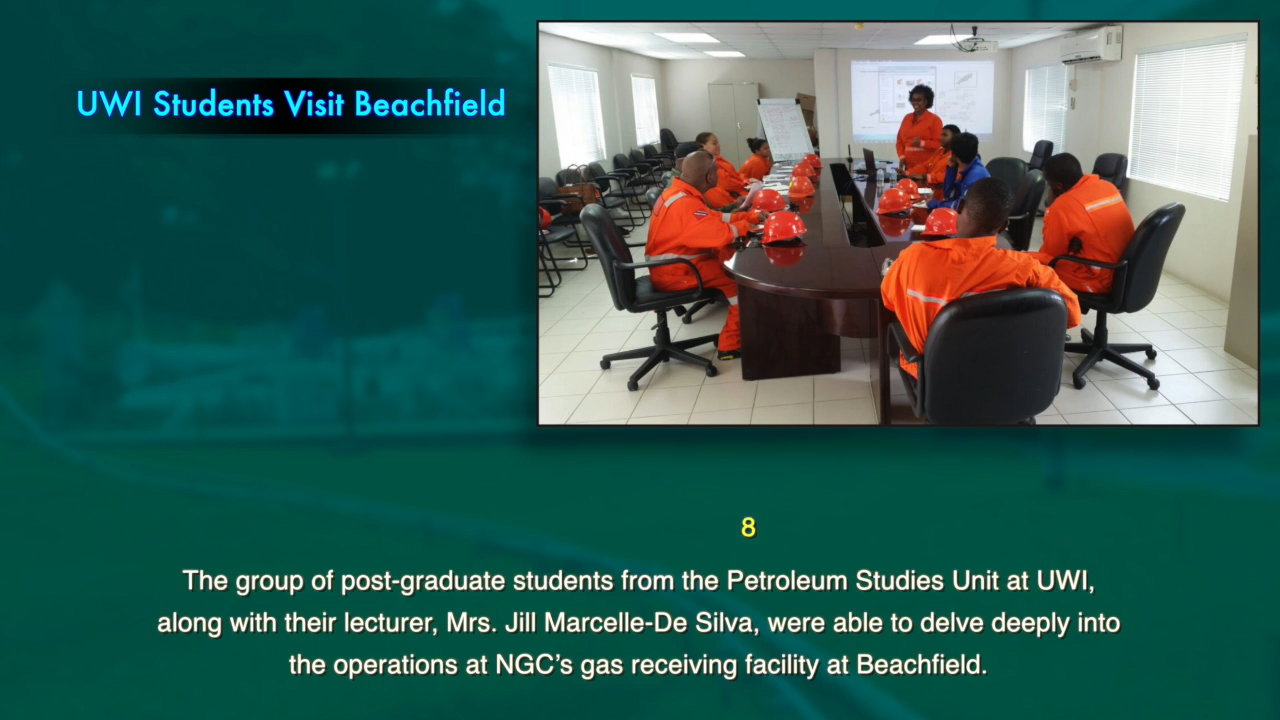 UWI Students Visit Beachfield
8
The group of post-graduate students from the Petroleum Studies Unit at UWI,
along with their lecturer, Mrs. Jill Marcelle-De Silva, were able to delve deeply into
the operations at NGC’s gas receiving facility at Beachfield.